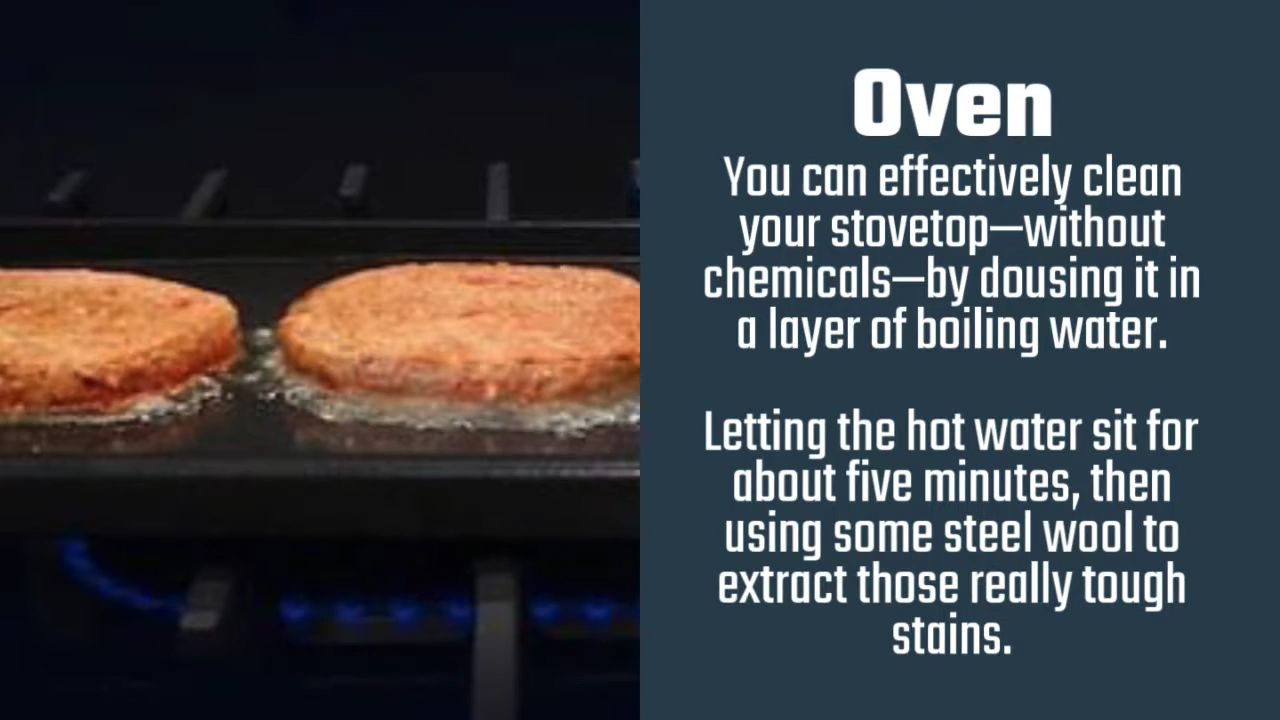 Oven
You can effectively clean
your stovetop—without
chemicals—by dousing it in
a layer of boiling water.
Letting the hot water sit for
about five minutes, then
using some steel wool to
extract those really tough
stains.